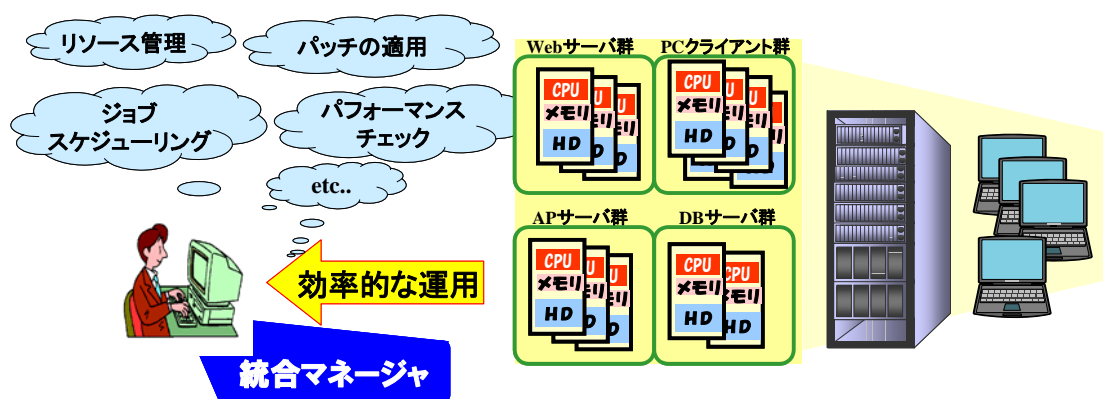 リソース管理
パッチの適用
ジョブ
スケジューリング
パフォーマンス
チェック
etc..
効率的な運用
統合マネージャ
Webサーバ群
PCクライアント群
CPU
メモリ
HD
CPU
メモリ
HD
APサーバ群
DBサーバ群
CPU
メモリ
HD
CPU
メモリ
HD
CPU
メモリ
HD